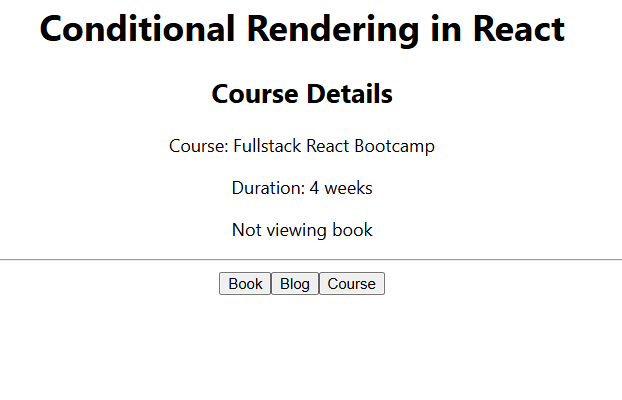 Conditional Rendering in React
Course Details
Course: Fullstack React Bootcamp
Duration: 4 weeks
Not viewing book
Book Blog Course